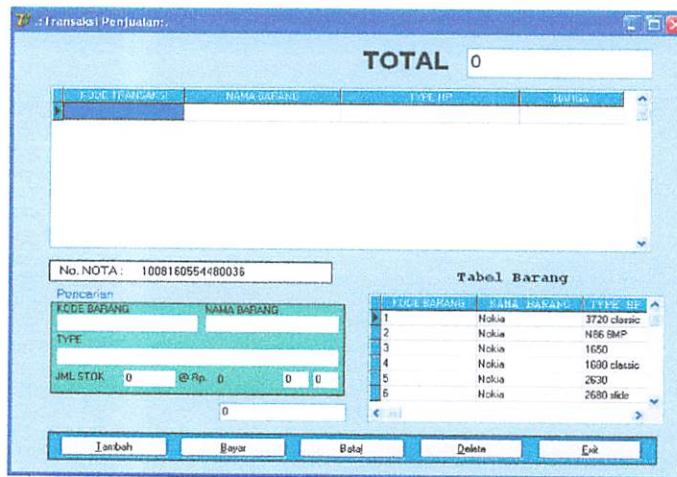 .:Transaksi Penjualan:.
TOTAL 0
KODE TRANSAKSI NAMA BARANG TYPE HP HARGA
No. NOTA : 1008160554480036
Tabel Barang
Pencarian
KODE BARANG NAMA BARANG
TYPE
JML STOK 0 @ Rp. 0 0 0
0
KODE BARANG NAMA BARANG TYPE HP
1 Nokia 3720 classic
2 Nokia N86 8MP
3 Nokia 1650
4 Nokia 1680 classic
5 Nokia 2630
6 Nokia 2680 slide
Tambah Bayar Batal Delete Exit